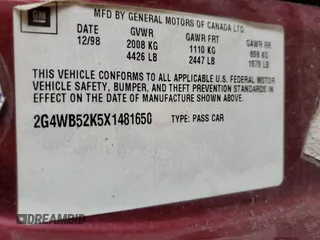 GM
MFD BY GENERAL MOTORS OF CANADA LTD.
DATE GVWR GAWR FRT GAWR RR
12/98 2008 KG 1110 KG 898 KG
4426 LB 2447 LB 1979 LB
THIS VEHICLE CONFORMS TO ALL APPLICABLE U.S. FEDERAL MOTOR
VEHICLE SAFETY, BUMPER, AND THEFT PREVENTION STANDARDS
IN EFFECT ON THE DATE OF MANUFACTURE SHOWN ABOVE.
2G4WB52K5X1481650 TYPE: PASS CAR
DREAMBID